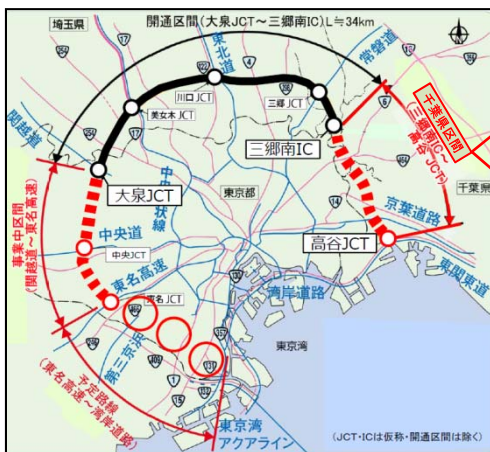 開通区間(大泉JCT～三郷南IC)L≒34km
埼玉県
東北道
常磐道
川口JCT
三郷JCT
美女木JCT
関越道
三郷南IC
千葉県区間
(三郷南IC～高谷JCT)
大泉JCT
東京都
千葉県
中央環状線
京葉道路
事業中区間
(関越道～東名高速)
中央道
中央JCT
高谷JCT
東名高速
東名JCT
湾岸道路
東関東道
東京湾
予定路線
(東名高速～湾岸道路)
東京湾
アクアライン
(JCT・ICは仮称・開通区間は除く)